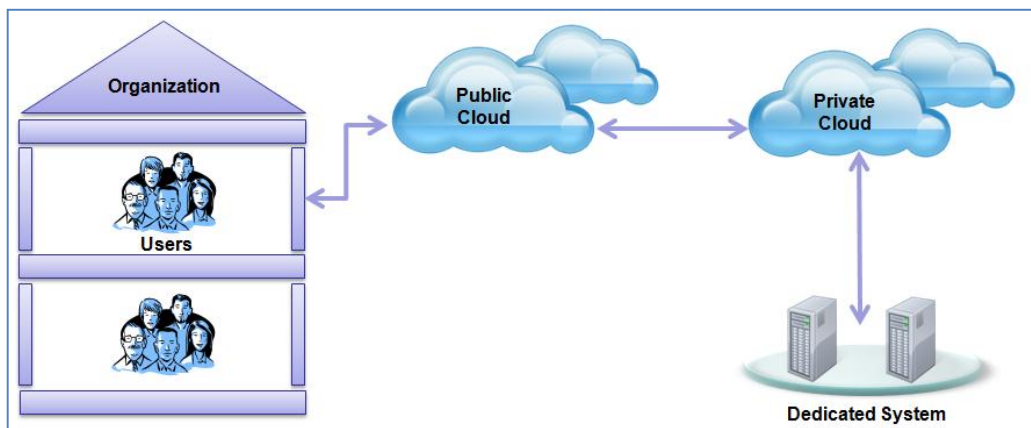 Organization
Public
Cloud
Private
Cloud
Users
Dedicated System